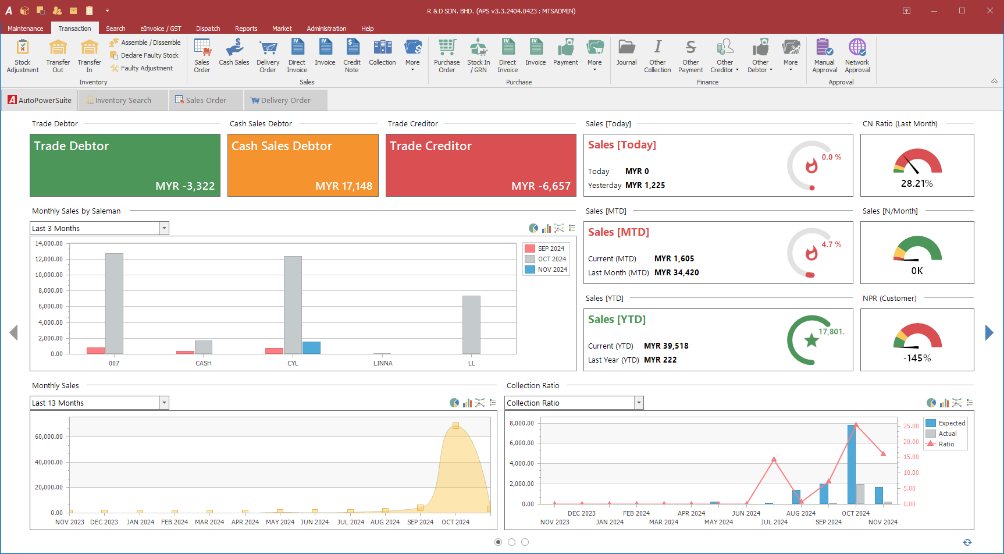 R & D SON. BHD. (APS v3.3.2404.0423 : MTSADMIN)
Maintenance Transaction Search eInvoice / GST Dispatch Reports Market Administration Help
Stock Adjustment
Transfer Out
Transfer In
Assemble / Dissemble
Declare Faulty Stock
Faulty Adjustment
Sales Order
Cash Sales
Delivery Order
Direct Invoice
Invoice
Credit Note
Collection
More
Purchase Order
Stock In / GRN
Direct Invoice
Invoice
Payment
More
Journal
Other Collection
Other Payment
Other Creditor
Other Debtor
More
Manual Approval
Network Approval
Inventory Sales Purchase Finance Approval
AutoPowerSuite Inventory Search Sales Order Delivery Order
Trade Debtor
Trade Debtor
MYR -3,322
Cash Sales Debtor
Cash Sales Debtor
MYR 17,148
Trade Creditor
Trade Creditor
MYR -6,657
Sales [Today]
Sales [Today]
Today MYR 0
Yesterday MYR 1,225
0.0 %
CN Ratio (Last Month)
28.21%
Monthly Sales by Saleman
Last 3 Months
14,000.00
12,000.00
10,000.00
8,000.00
6,000.00
4,000.00
2,000.00
0.00
007 CASH CYL LINNA LL
SEP 2024
OCT 2024
NOV 2024
Sales [MTD]
Sales [MTD]
Current (MTD) MYR 1,605
Last Month (MTD) MYR 34,420
4.7 %
Sales [N/Month]
0K
Sales [YTD]
Sales [YTD]
Current (YTD) MYR 39,518
Last Year (YTD) MYR 222
17,801.
NPR (Customer)
-145%
Monthly Sales
Last 13 Months
60,000.00
40,000.00
20,000.00
0.00
NOV 2023 DEC 2023 JAN 2024 FEB 2024 MAR 2024 APR 2024 MAY 2024 JUN 2024 JUL 2024 AUG 2024 SEP 2024 OCT 2024
Collection Ratio
Collection Ratio
8,000.00
6,000.00
4,000.00
2,000.00
0.00
25.00
20.00
15.00
10.00
5.00
0.00
Expected
Actual
Ratio
DEC 2023 FEB 2024 APR 2024 JUN 2024 AUG 2024 OCT 2024
NOV 2023 JAN 2024 MAR 2024 MAY 2024 JUL 2024 SEP 2024 NOV 2024